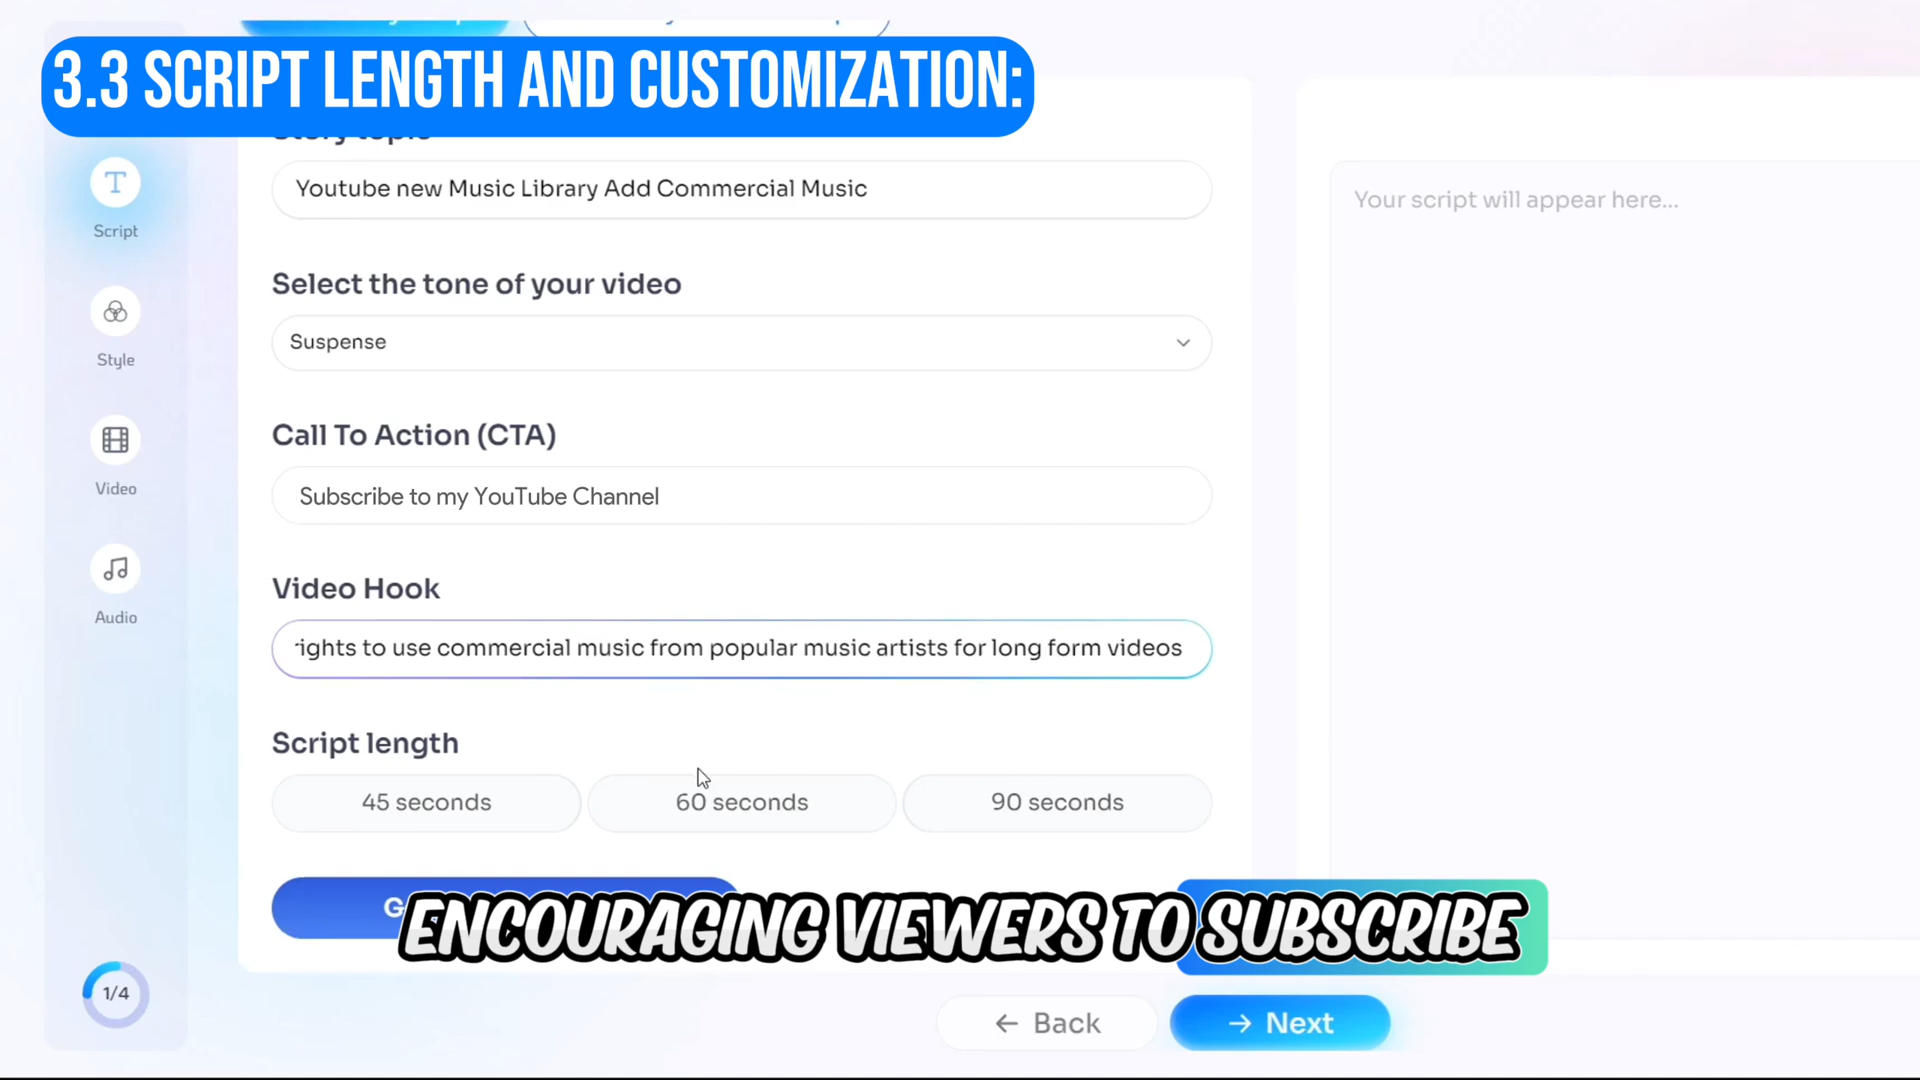 3.3 SCRIPT LENGTH AND CUSTOMIZATION:
Story topic
Youtube new Music Library Add Commercial Music
Script
Your script will appear here...
Select the tone of your video
Suspense
Style
Call To Action (CTA)
Subscribe to my YouTube Channel
Video
Video Hook
rights to use commercial music from popular music artists for long form videos
Audio
Script length
45 seconds
60 seconds
90 seconds
G
ENCOURAGING VIEWERS TO SUBSCRIBE
1/4
← Back
→ Next